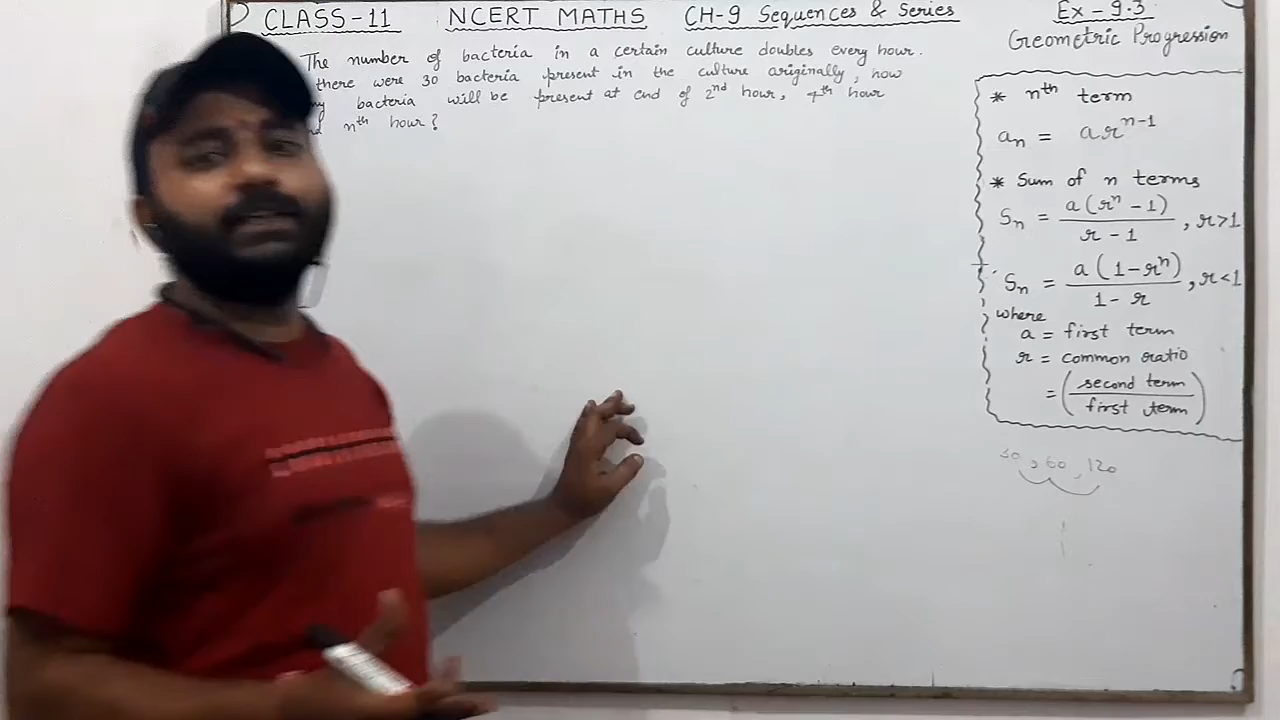 CLASS-11 NCERT MATHS CH-9 Sequences & Series Ex - 9.3
Geometric Progression
The number of bacteria in a certain culture doubles every hour.
there were 30 bacteria present in the culture originally, how
bacteria will be present at end of 2nd hour, 4th hour
nth hour?
* nth term
an = ar^n-1
* Sum of n terms
Sn = a(r^n - 1) / r - 1, r>1
Sn = a(1-r^n) / 1 - r, r<1
where
a = first term
r = common ratio
= (second term / first term)
30, 60, 120